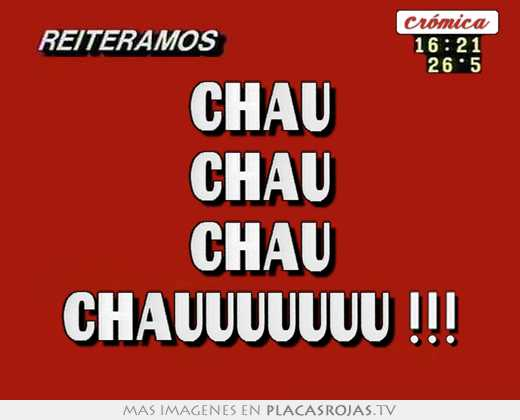 REITERAMOS
Crómica
16:21
26°5
CHAU
CHAU
CHAU
CHAUUUUUUU !!!
MAS IMAGENES EN PLACASROJAS.TV